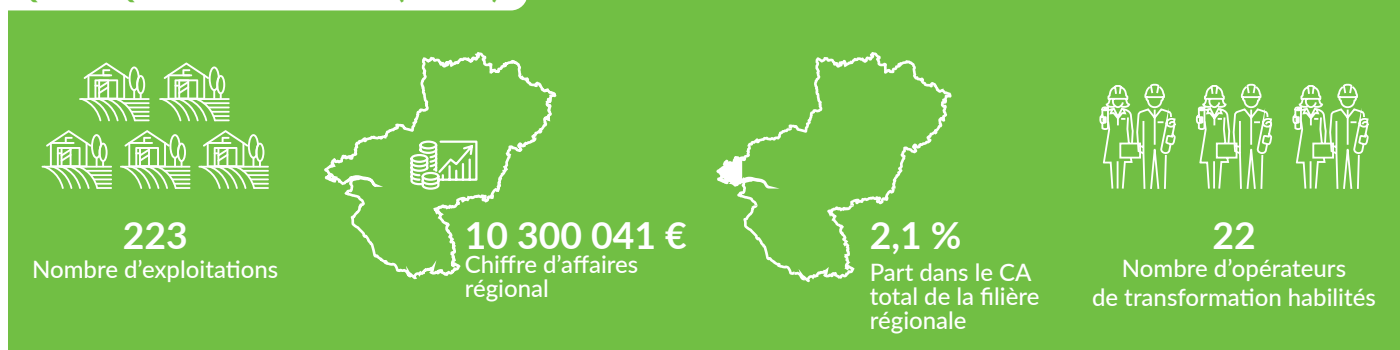 223
Nombre d'exploitations
10 300 041 €
Chiffre d'affaires
régional
2,1 %
Part dans le CA
total de la filière
régionale
22
Nombre d'opérateurs
de transformation habilités